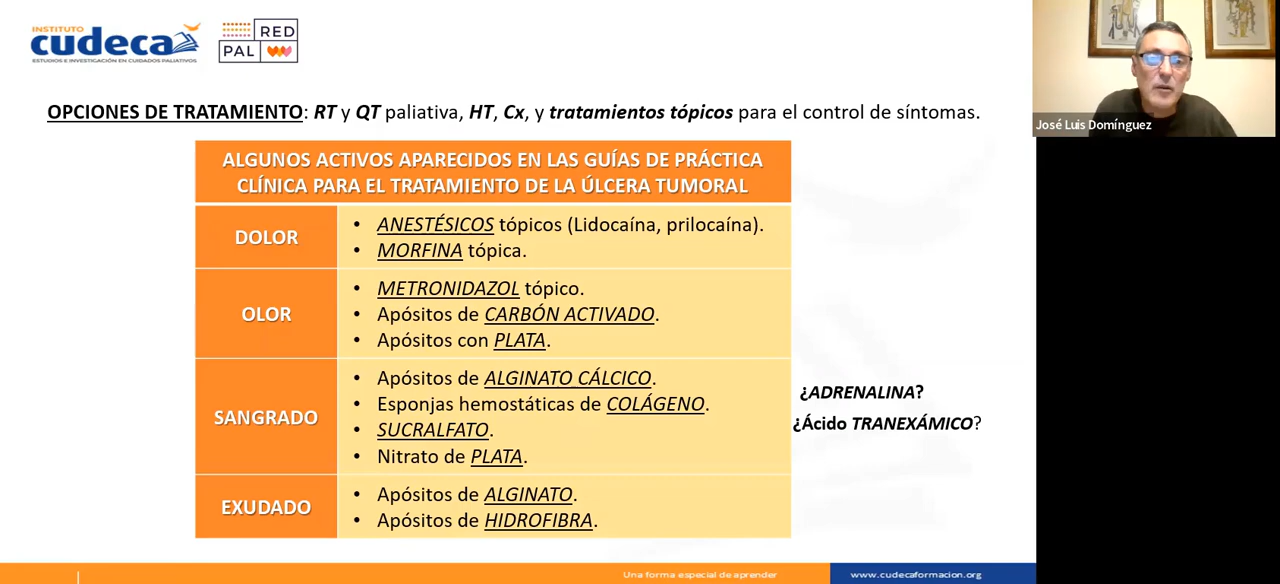 INSTITUTO
cudeca
ESTUDIOS E INVESTIGACIÓN EN CUIDADOS PALIATIVOS
RED
PAL
José Luis Domínguez
OPCIONES DE TRATAMIENTO: RT y QT paliativa, HT, Cx, y tratamientos tópicos para el control de síntomas.
ALGUNOS ACTIVOS APARECIDOS EN LAS GUÍAS DE PRÁCTICA
CLÍNICA PARA EL TRATAMIENTO DE LA ÚLCERA TUMORAL
DOLOR
• ANESTÉSICOS tópicos (Lidocaína, prilocaína).
• MORFINA tópica.
OLOR
• METRONIDAZOL tópico.
• Apósitos de CARBÓN ACTIVADO.
• Apósitos con PLATA.
SANGRADO
• Apósitos de ALGINATO CÁLCICO.
• Esponjas hemostáticas de COLÁGENO.
• SUCRALFATO.
• Nitrato de PLATA.
¿ADRENALINA?
¿Ácido TRANEXÁMICO?
EXUDADO
• Apósitos de ALGINATO.
• Apósitos de HIDROFIBRA.
Una forma especial de aprender
www.cudecaformacion.org